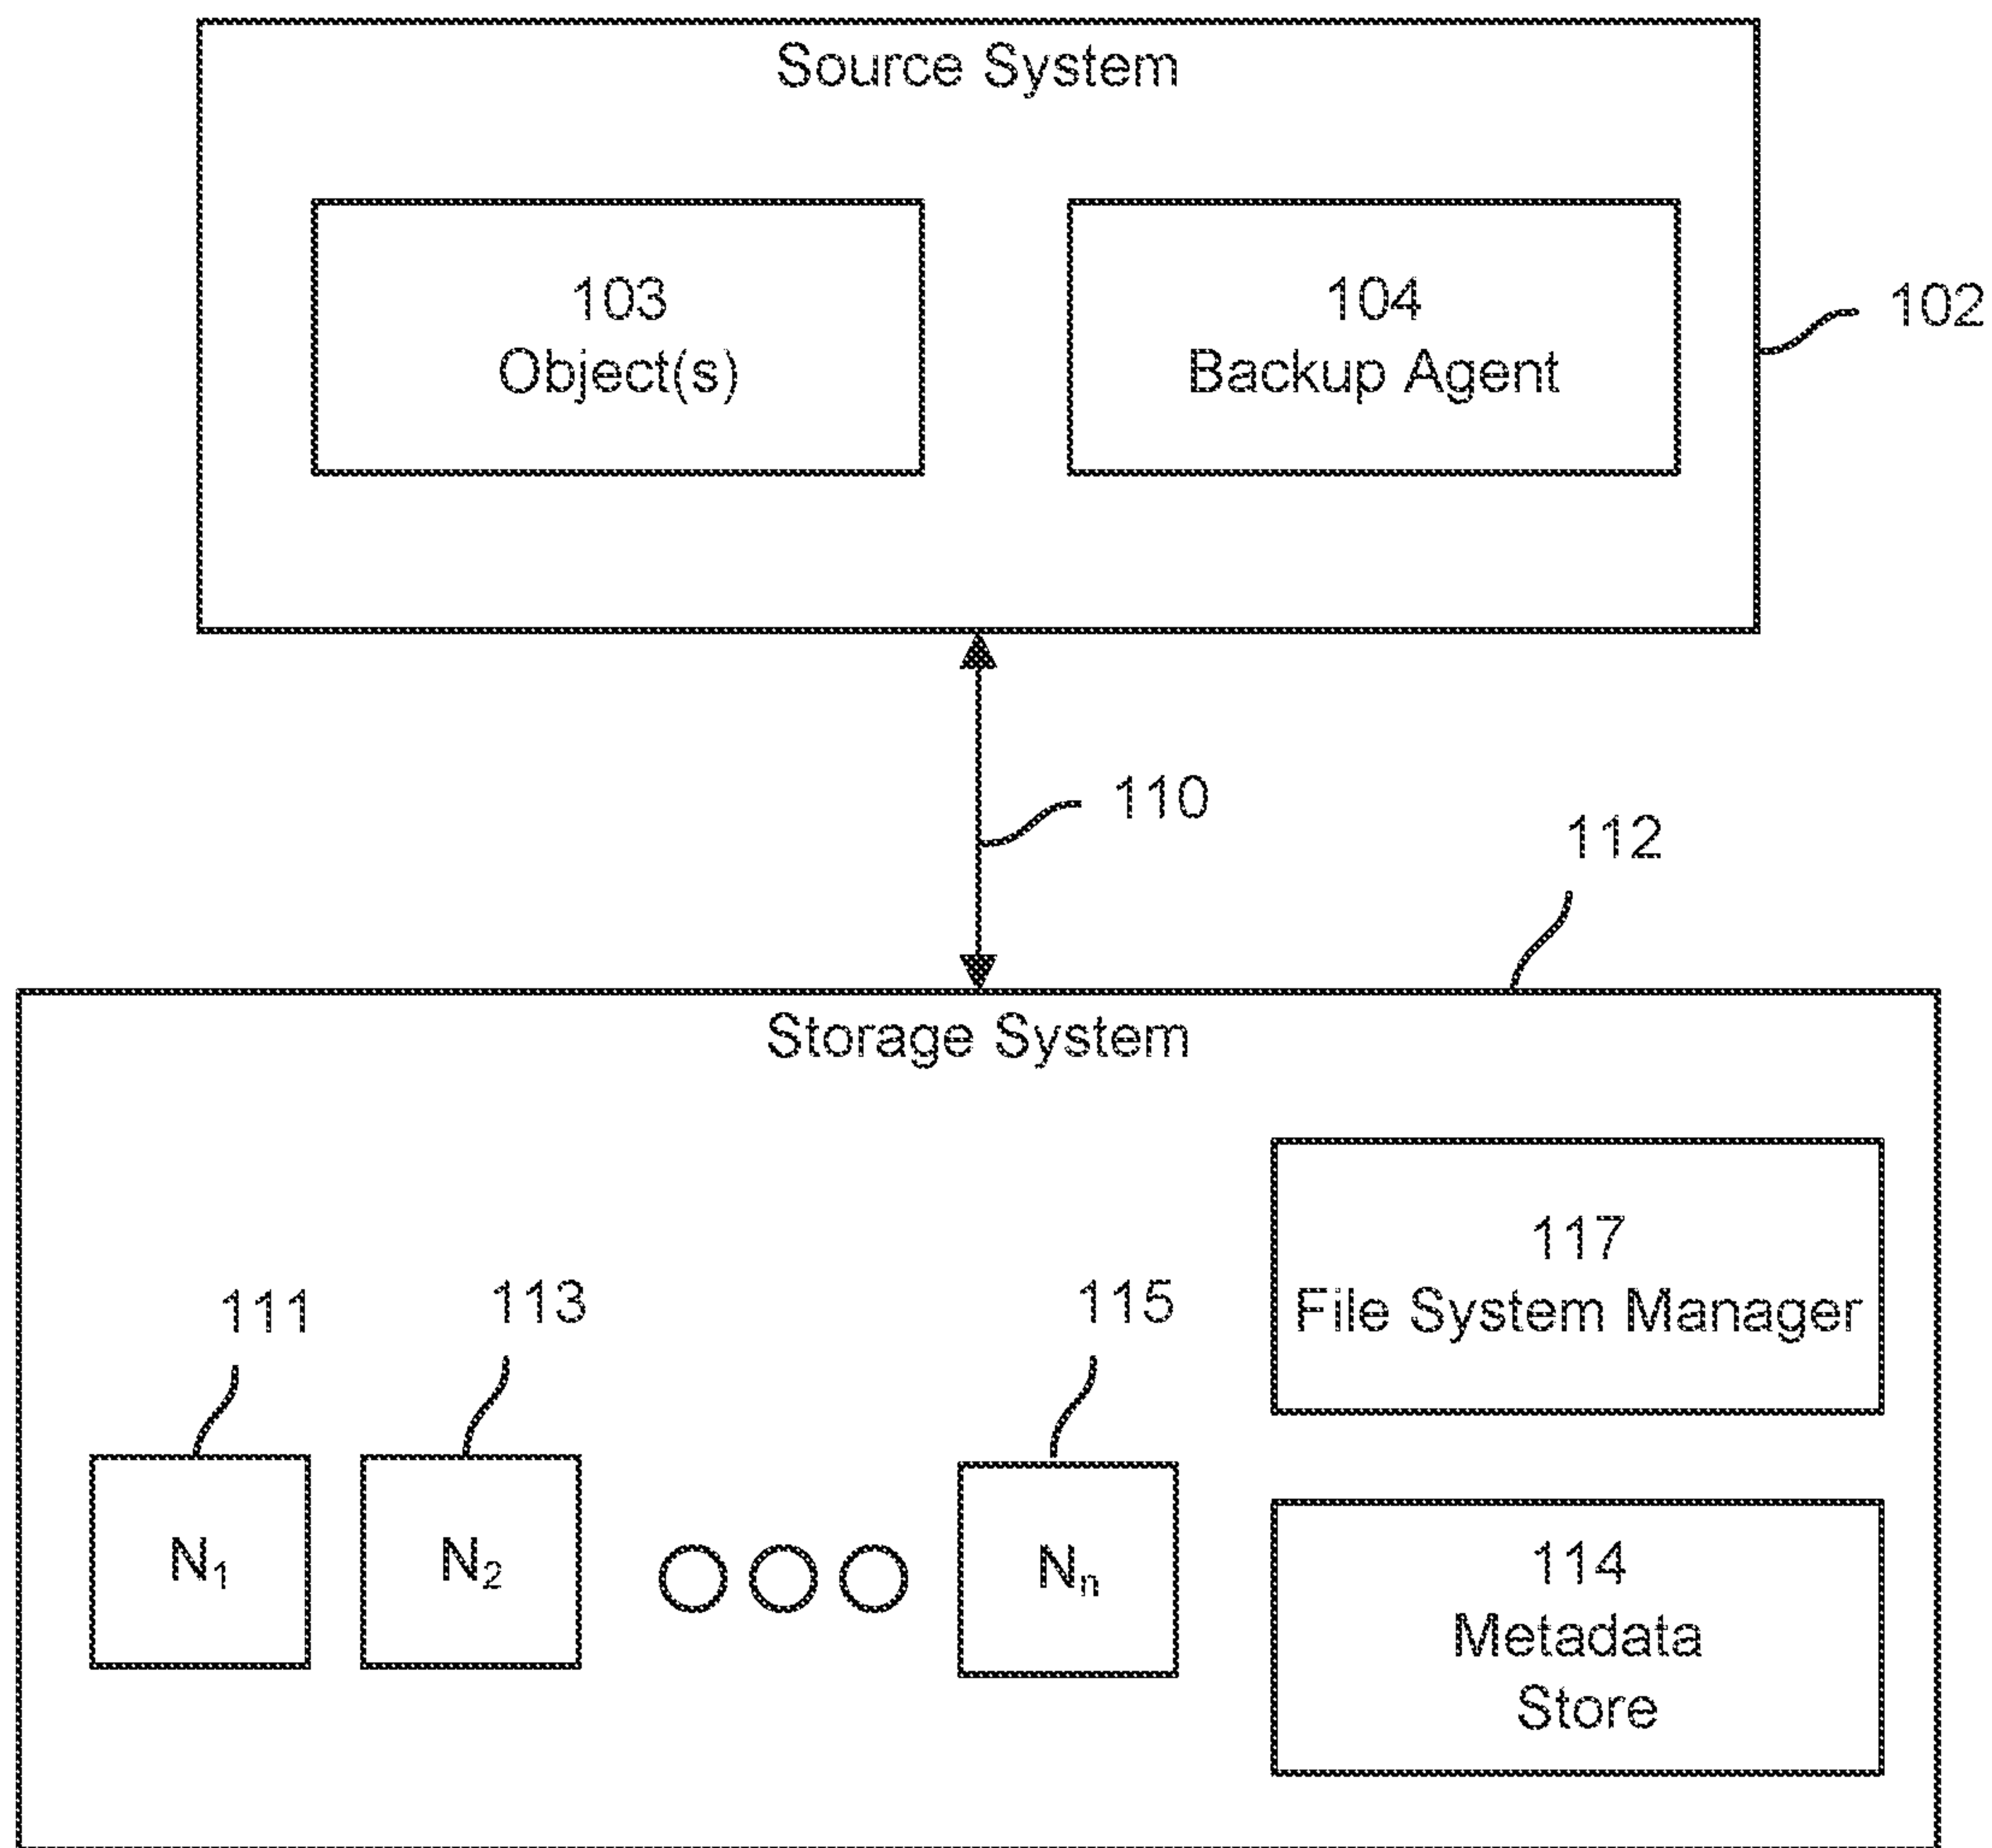 Source System
103
Object(s)
104
Backup Agent
102
110
112
Storage System
117
File System Manager
111
113
115
N₁
N₂
Nₙ
114
Metadata
Store